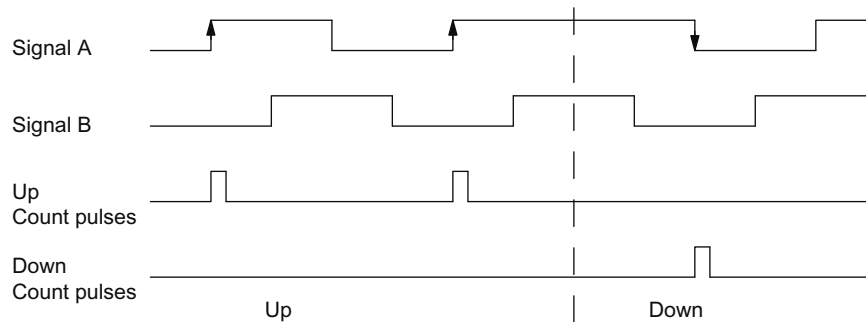 Signal A
Signal B
Up
Count pulses
Down
Count pulses
Up
Down